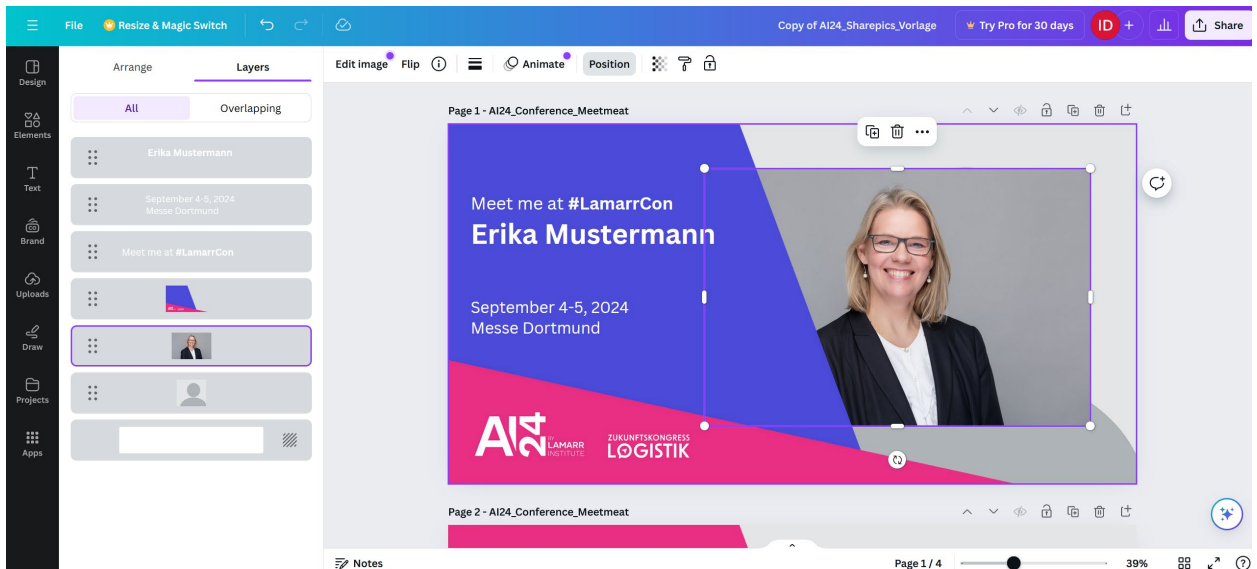 File
Resize & Magic Switch
Copy of AI24_Sharepics_Vorlage
Try Pro for 30 days
ID
+
Share
Design
Elements
Text
Brand
Uploads
Draw
Projects
Apps
Arrange
Layers
All
Overlapping
Erika Mustermann
September 4-5, 2024
Messe Dortmund
Meet me at #LamarrCon
Edit image
Flip
Animate
Position
Page 1 - AI24_Conference_Meetmeat
Meet me at #LamarrCon
Erika Mustermann
September 4-5, 2024
Messe Dortmund
AI24
BY
LAMARR
INSTITUTE
ZUKUNFTSKONGRESS
LOGISTIK
Page 2 - AI24_Conference_Meetmeat
Notes
Page 1 / 4
39%